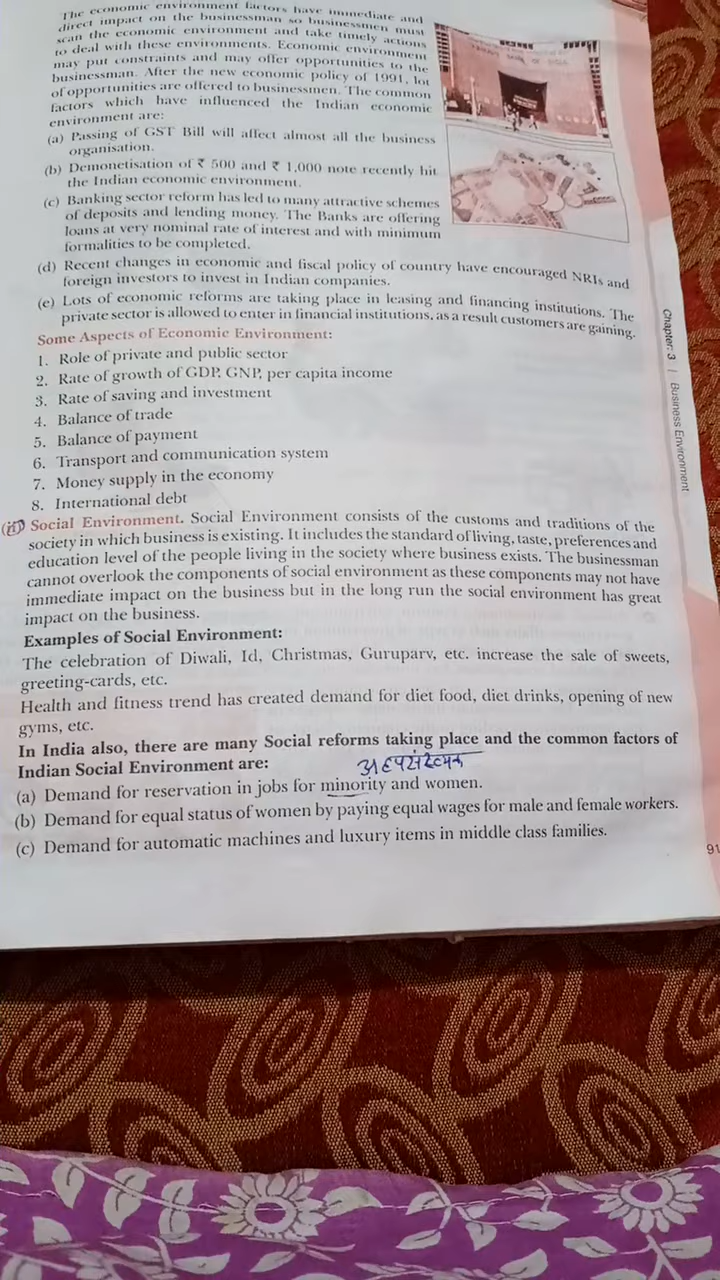 The economic environment factors have immediate and
direct impact on the businessman so businessmen must
scan the economic environment and take timely actions
to deal with these environments. Economic environment
may put constraints and may offer opportunities to the
businessman. After the new economic policy of 1991, lot
of opportunities are offered to businessmen. The common
factors which have influenced the Indian economic
environment are:
(a) Passing of GST Bill will affect almost all the business
organisation.
(b) Demonetisation of ₹ 500 and ₹ 1,000 note recently hit
the Indian economic environment.
(c) Banking sector reform has led to many attractive schemes
of deposits and lending money. The Banks are offering
loans at very nominal rate of interest and with minimum
formalities to be completed.
(d) Recent changes in economic and fiscal policy of country have encouraged NRIs and
foreign investors to invest in Indian companies.
(e) Lots of economic reforms are taking place in leasing and financing institutions. The
private sector is allowed to enter in financial institutions, as a result customers are gaining.
Some Aspects of Economic Environment:
1. Role of private and public sector
2. Rate of growth of GDP, GNP, per capita income
3. Rate of saving and investment
4. Balance of trade
5. Balance of payment
6. Transport and communication system
7. Money supply in the economy
8. International debt
(ii) Social Environment. Social Environment consists of the customs and traditions of the
society in which business is existing. It includes the standard of living, taste, preferences and
education level of the people living in the society where business exists. The businessman
cannot overlook the components of social environment as these components may not have
immediate impact on the business but in the long run the social environment has great
impact on the business.
Examples of Social Environment:
The celebration of Diwali, Id, Christmas, Guruparv, etc. increase the sale of sweets,
greeting-cards, etc.
Health and fitness trend has created demand for diet food, diet drinks, opening of new
gyms, etc.
In India also, there are many Social reforms taking place and the common factors of
Indian Social Environment are:
अल्पसंख्यक
(a) Demand for reservation in jobs for minority and women.
(b) Demand for equal status of women by paying equal wages for male and female workers.
(c) Demand for automatic machines and luxury items in middle class families.
Chapter: 3 | Business Environment
91